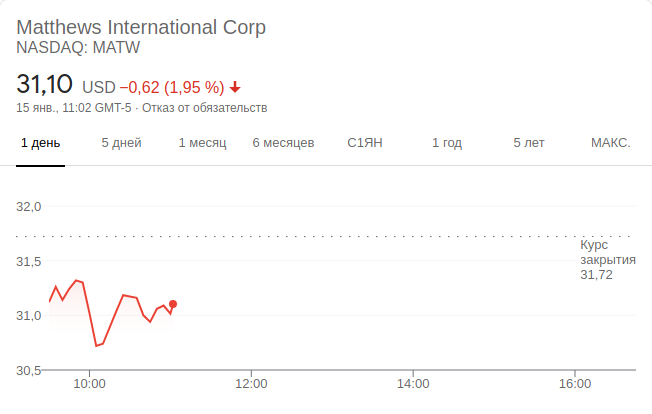 Matthews International Corp
NASDAQ: MATW
31,10 USD −0,62 (1,95 %)
15 янв., 11:02 GMT-5 · Отказ от обязательств
1 день 5 дней 1 месяц 6 месяцев С1ЯН 1 год 5 лет МАКС.
32,0
Курс
закрытия
31,72
31,5
31,0
30,5
10:00 12:00 14:00 16:00